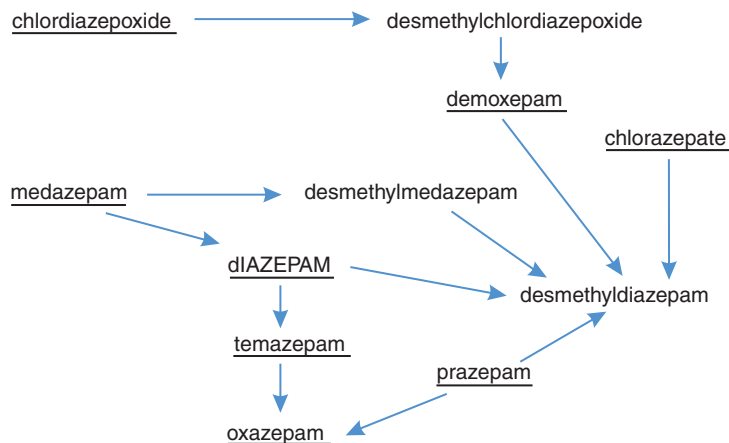 chlordiazepoxide
desmethylchlordiazepoxide
demoxepam
chlorazepate
medazepam
desmethylmedazepam
dIAZEPAM
desmethyldiazepam
temazepam
prazepam
oxazepam